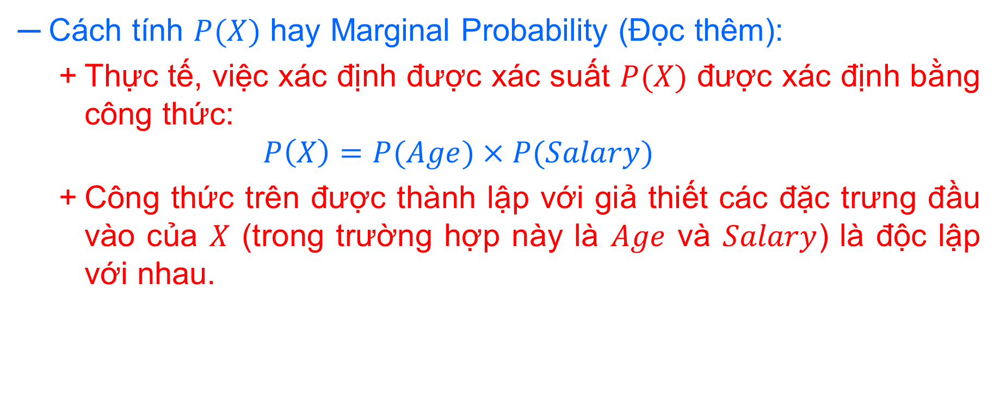 – Cách tính P(X) hay Marginal Probability (Đọc thêm):
+ Thực tế, việc xác định được xác suất P(X) được xác định bằng
công thức:
P(X) = P(Age) × P(Salary)
+ Công thức trên được thành lập với giả thiết các đặc trưng đầu
vào của X (trong trường hợp này là Age và Salary) là độc lập
với nhau.